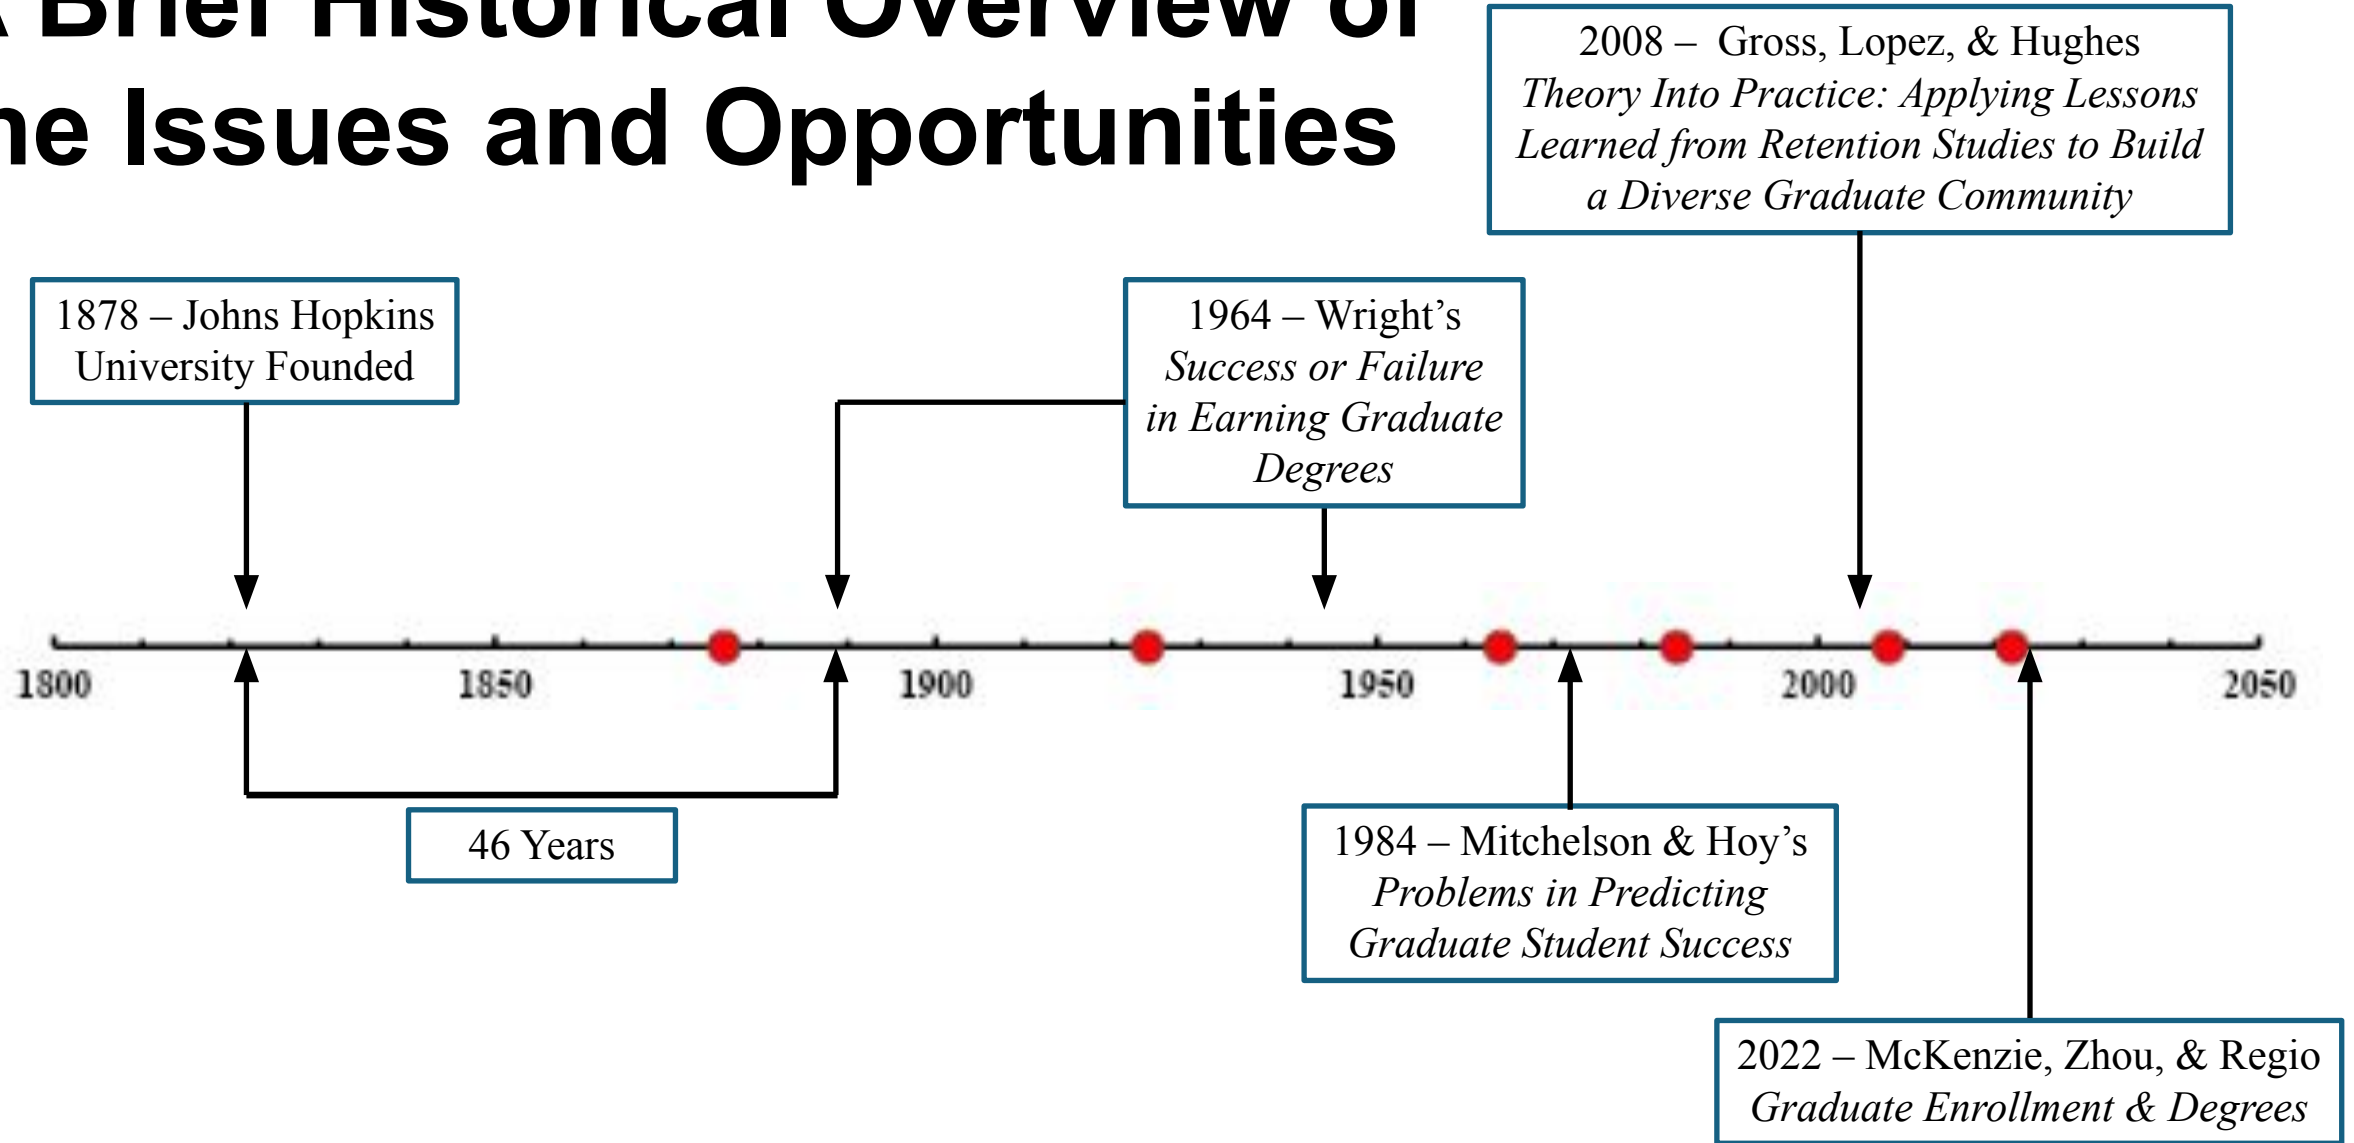 A Brief Historical Overview of
he Issues and Opportunities
2008 – Gross, Lopez, & Hughes
Theory Into Practice: Applying Lessons
Learned from Retention Studies to Build
a Diverse Graduate Community
1878 – Johns Hopkins
University Founded
1964 – Wright’s
Success or Failure
in Earning Graduate
Degrees
1800 1850 1900 1950 2000 2050
46 Years
1984 – Mitchelson & Hoy’s
Problems in Predicting
Graduate Student Success
2022 – McKenzie, Zhou, & Regio
Graduate Enrollment & Degrees